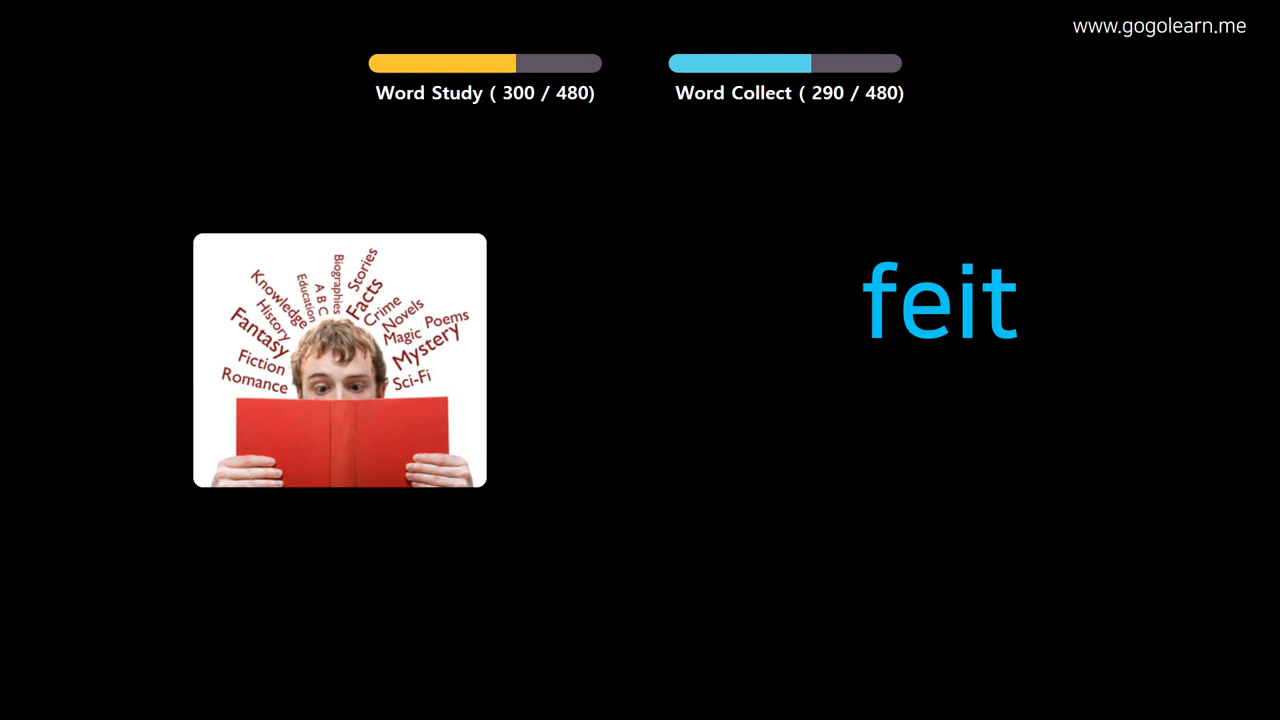 www.gogolearn.me
Word Study ( 300 / 480)
Word Collect ( 290 / 480)
feit
Stories
Biographies
Facts
A B C
Education
Knowledge
Crime
History
Novels
Fantasy
Poems
Magic
Mystery
Fiction
Romance
Sci-Fi